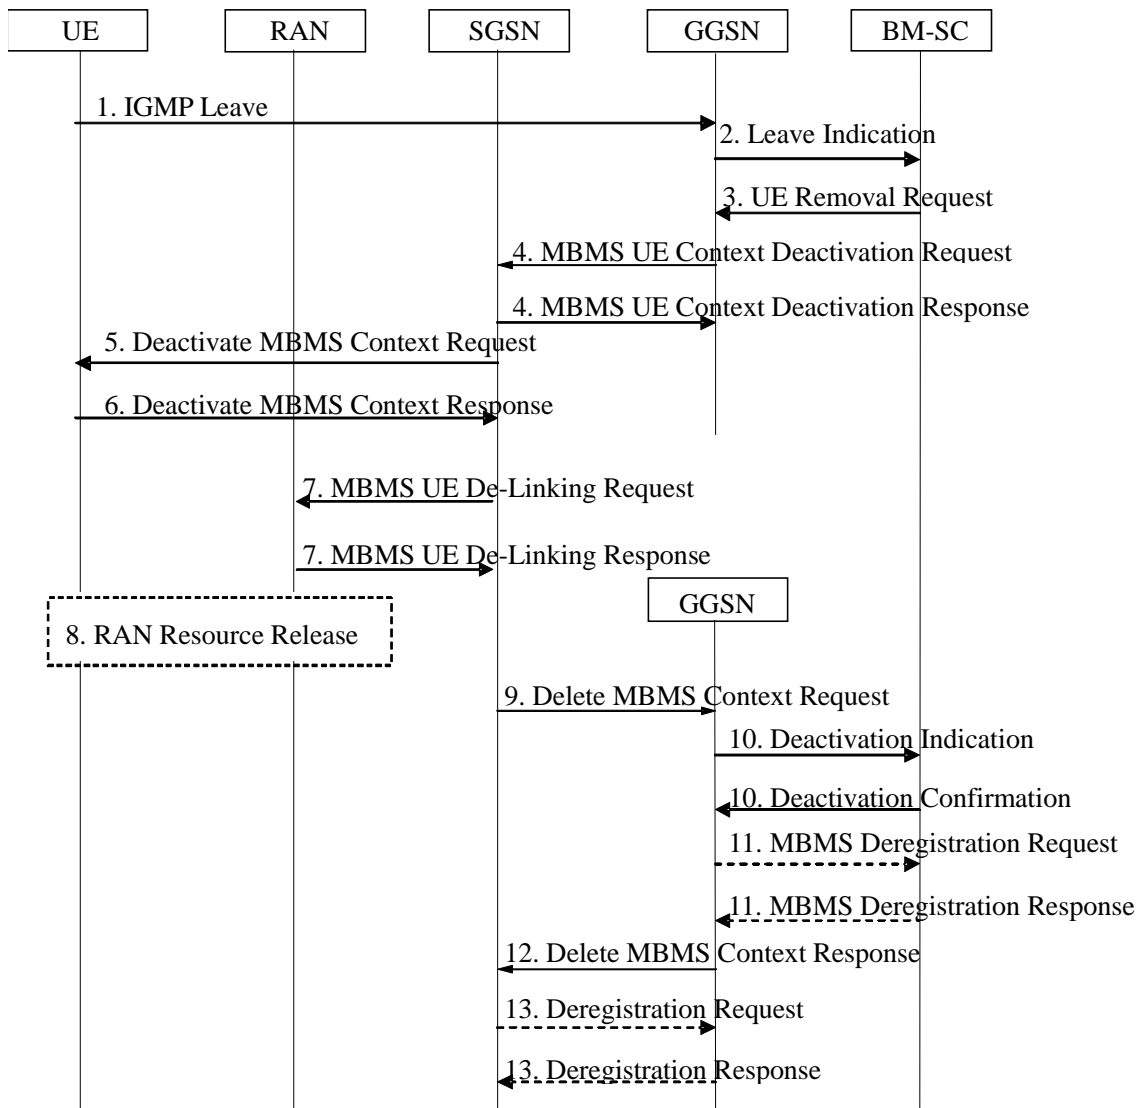 UE
RAN
SGSN
GGSN
BM-SC
1. IGMP Leave
2. Leave Indication
3. UE Removal Request
4. MBMS UE Context Deactivation Request
4. MBMS UE Context Deactivation Response
5. Deactivate MBMS Context Request
6. Deactivate MBMS Context Response
7. MBMS UE De-Linking Request
7. MBMS UE De-Linking Response
GGSN
8. RAN Resource Release
9. Delete MBMS Context Request
10. Deactivation Indication
10. Deactivation Confirmation
11. MBMS Deregistration Request
11. MBMS Deregistration Response
12. Delete MBMS Context Response
13. Deregistration Request
13. Deregistration Response